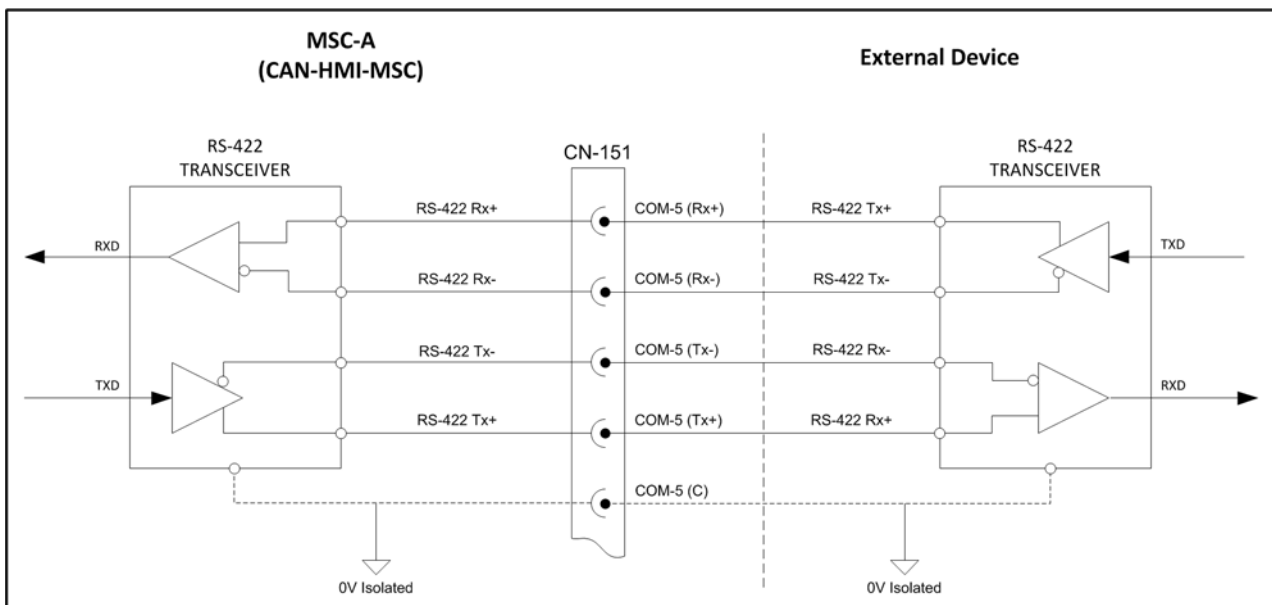 MSC-A
(CAN-HMI-MSC)
External Device
RS-422
TRANSCEIVER
CN-151
RS-422
TRANSCEIVER
RS-422 Rx+
COM-5 (Rx+)
RS-422 Tx+
RXD
TXD
RS-422 Rx-
COM-5 (Rx-)
RS-422 Tx-
RS-422 Tx-
COM-5 (Tx-)
RS-422 Rx-
TXD
RXD
RS-422 Tx+
COM-5 (Tx+)
RS-422 Rx+
COM-5 (C)
0V Isolated
0V Isolated